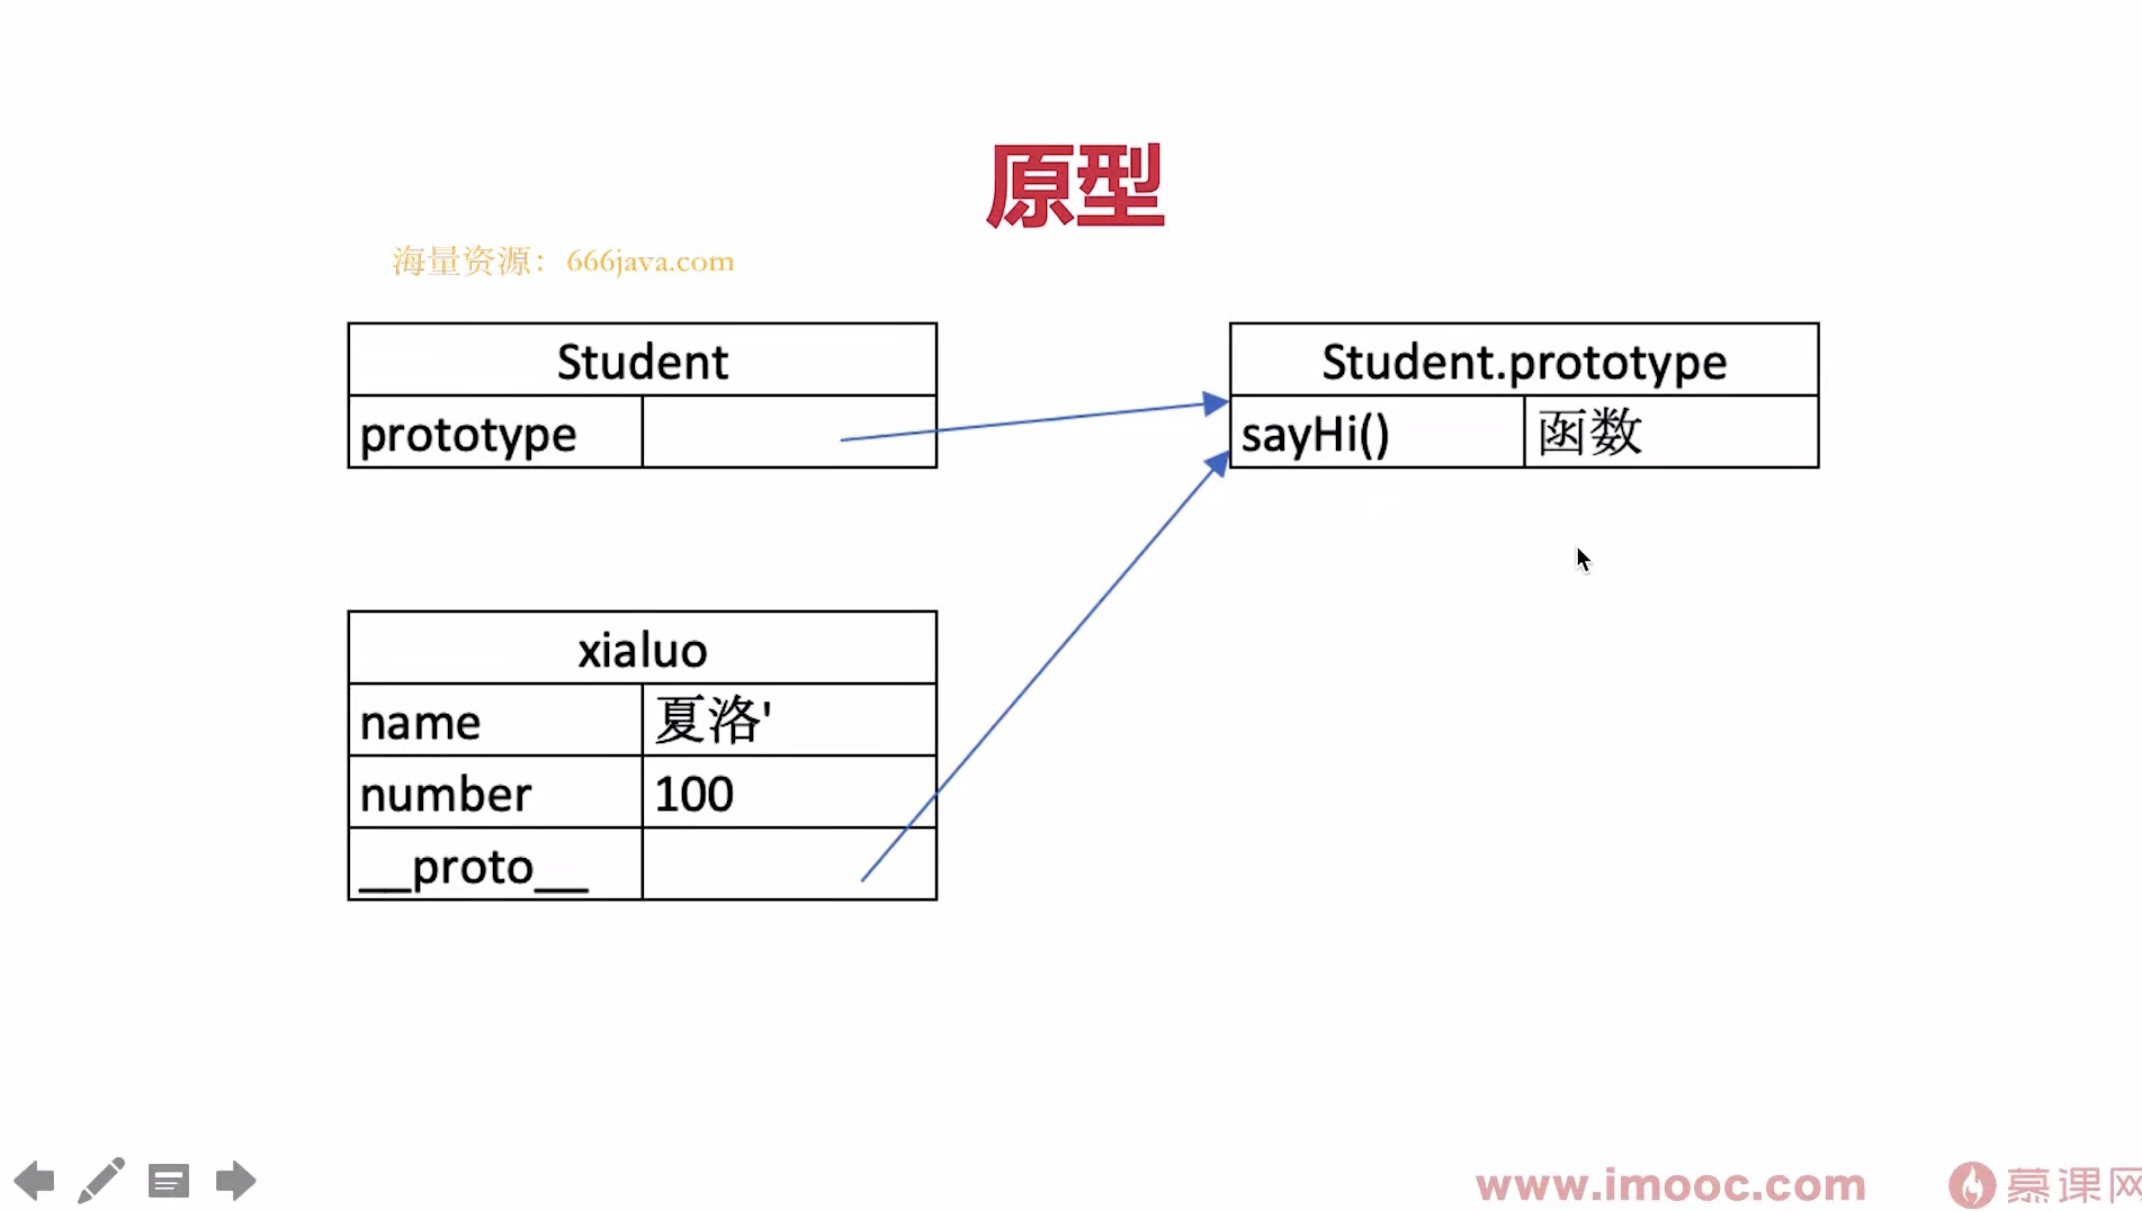 原型
海量资源：666java.com
Student
prototype
Student.prototype
sayHi() 函数
xialuo
name 夏洛'
number 100
__proto__
www.imooc.com 慕课网